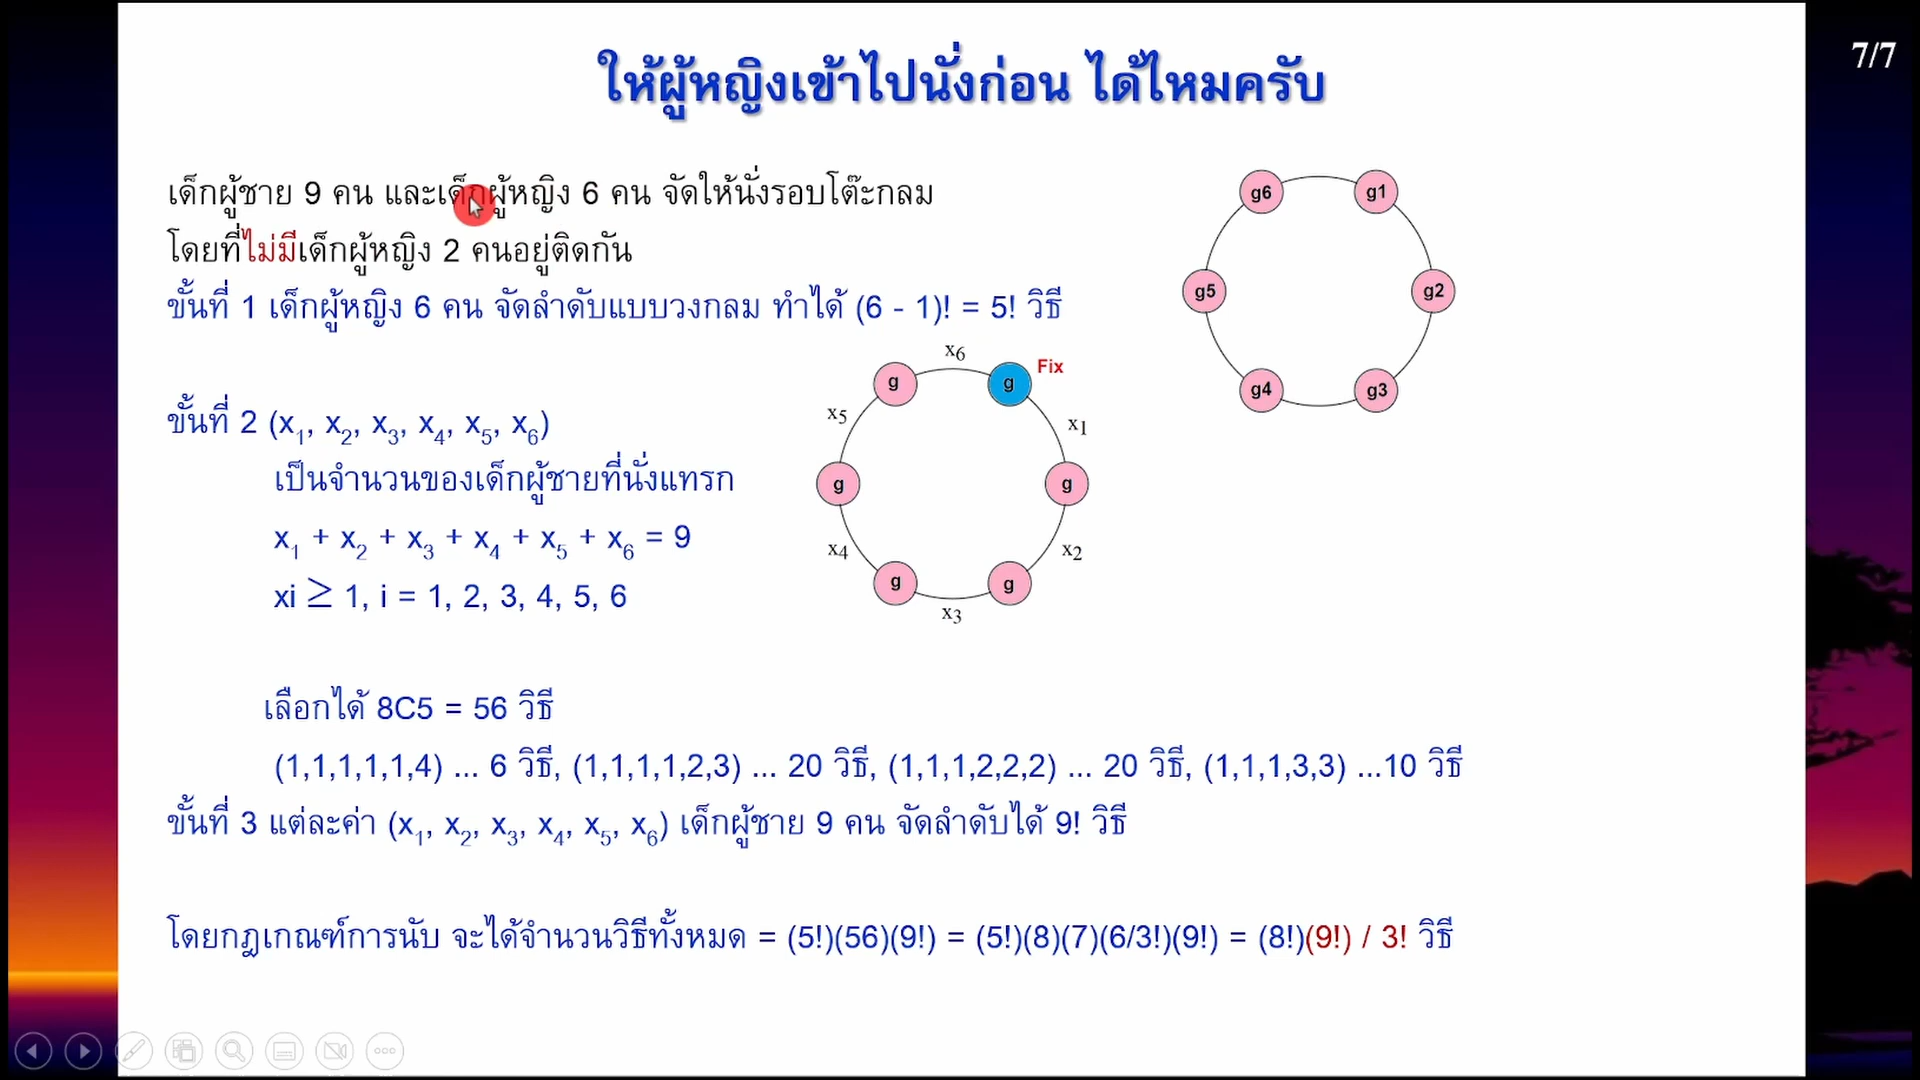 7/7
ให้ผู้หญิงเข้าไปนั่งก่อน ได้ไหมครับ
เด็กผู้ชาย 9 คน และเด็กผู้หญิง 6 คน จัดให้นั่งรอบโต๊ะกลม
โดยที่ไม่มีเด็กผู้หญิง 2 คนอยู่ติดกัน
ขั้นที่ 1 เด็กผู้หญิง 6 คน จัดลำดับแบบวงกลม ทำได้ (6 - 1)! = 5! วิธี
g6 g1
g5 g2
g4 g3
x6
g g Fix
x5 x1
g g
x4 x2
g g
x3
ขั้นที่ 2 (x1, x2, x3, x4, x5, x6)
เป็นจำนวนของเด็กผู้ชายที่นั่งแทรก
x1 + x2 + x3 + x4 + x5 + x6 = 9
xi ≥ 1, i = 1, 2, 3, 4, 5, 6
เลือกได้ 8C5 = 56 วิธี
(1,1,1,1,1,4) ... 6 วิธี, (1,1,1,1,2,3) ... 20 วิธี, (1,1,1,2,2,2) ... 20 วิธี, (1,1,1,3,3) ...10 วิธี
ขั้นที่ 3 แต่ละค่า (x1, x2, x3, x4, x5, x6) เด็กผู้ชาย 9 คน จัดลำดับได้ 9! วิธี
โดยกฎเกณฑ์การนับ จะได้จำนวนวิธีทั้งหมด = (5!)(56)(9!) = (5!)(8)(7)(6/3!)(9!) = (8!)(9!) / 3! วิธี